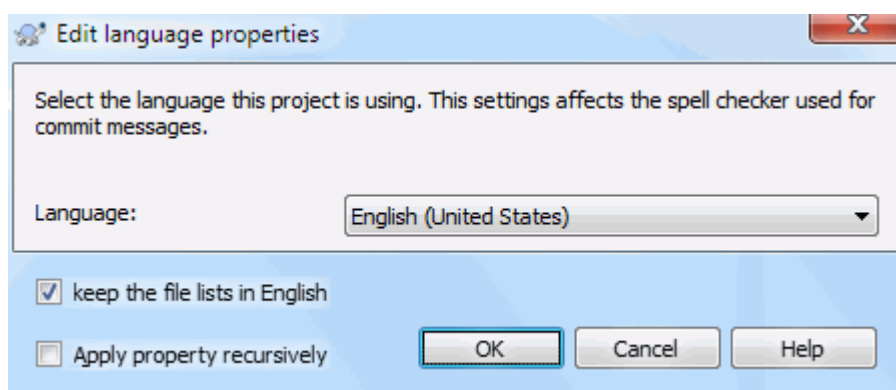 Edit language properties
Select the language this project is using. This settings affects the spell checker used for
commit messages.
Language: English (United States)
keep the file lists in English
Apply property recursively OK Cancel Help